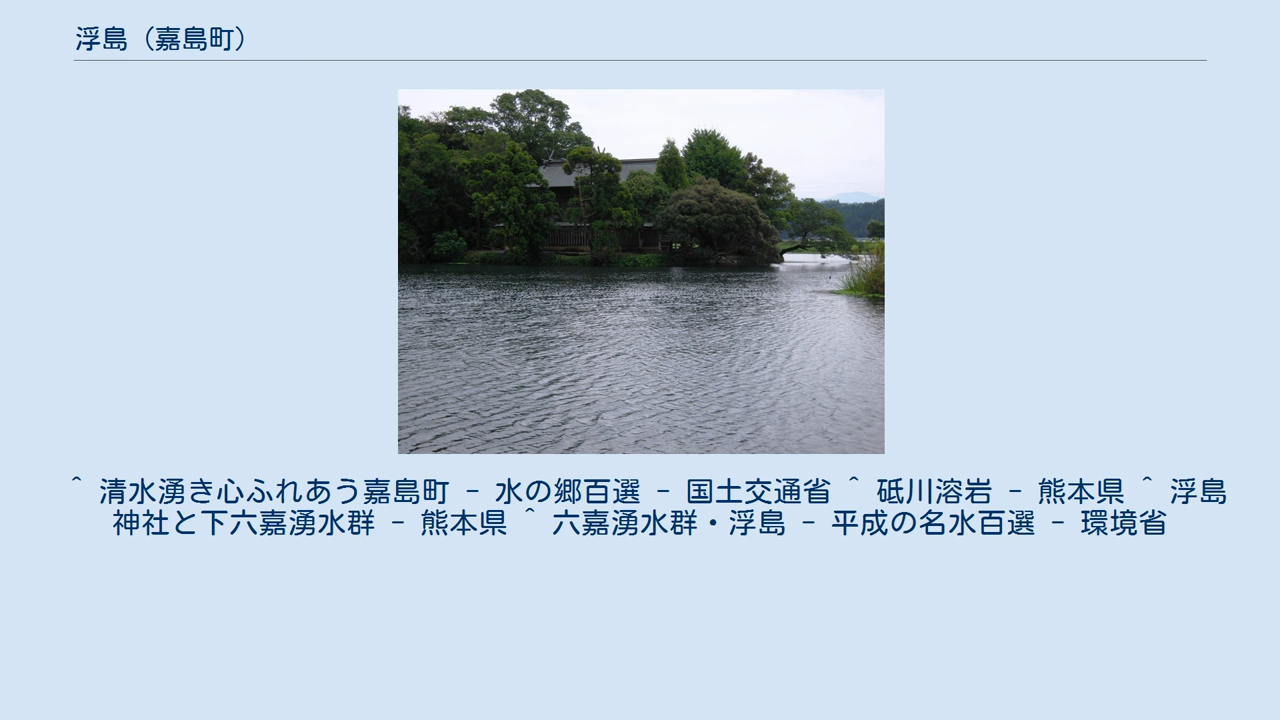 浮島（嘉島町）
^ 清水湧き心ふれあう嘉島町 - 水の郷百選 - 国土交通省 ^ 砥川溶岩 - 熊本県 ^ 浮島
神社と下六嘉湧水群 - 熊本県 ^ 六嘉湧水群・浮島 - 平成の名水百選 - 環境省